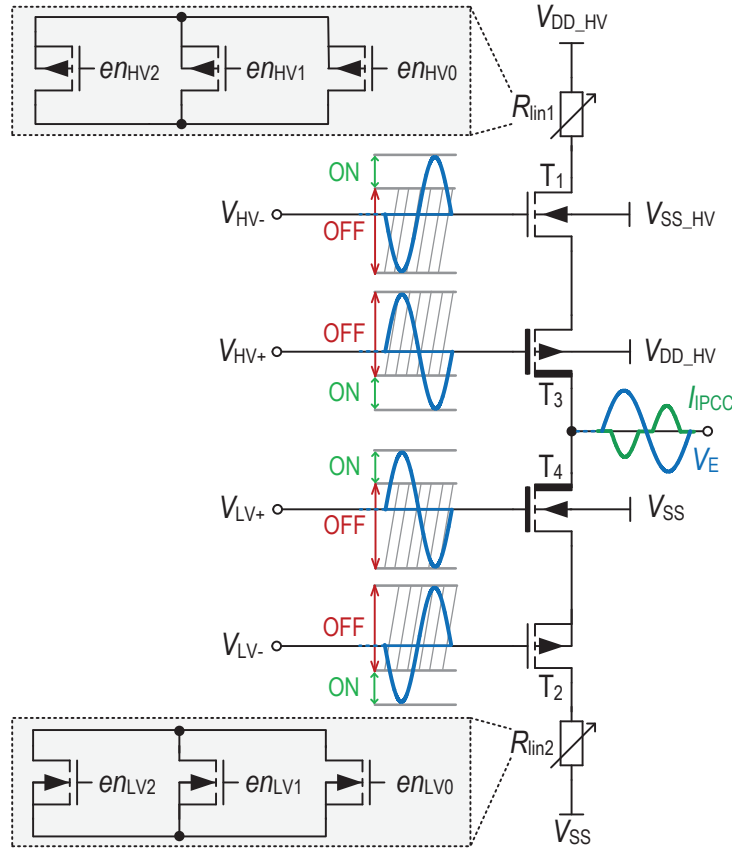 V_DD_HV
en_HV2 en_HV1 en_HV0
R_lin1
ON
T_1
V_HV-
V_SS_HV
OFF
OFF
V_HV+
V_DD_HV
T_3
ON
I_IPCC
ON
T_4
V_E
V_LV+
V_SS
OFF
OFF
V_LV-
ON
T_2
R_lin2
en_LV2 en_LV1 en_LV0
V_SS